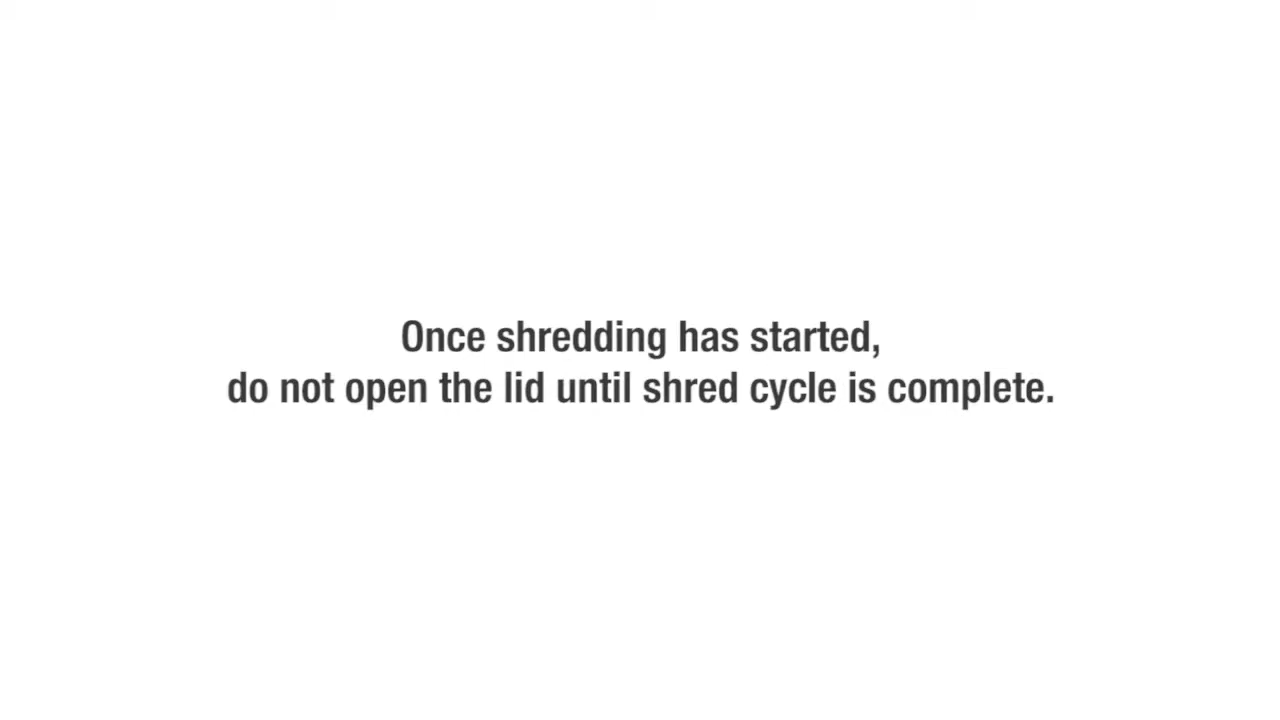 Once shredding has started,
do not open the lid until shred cycle is complete.